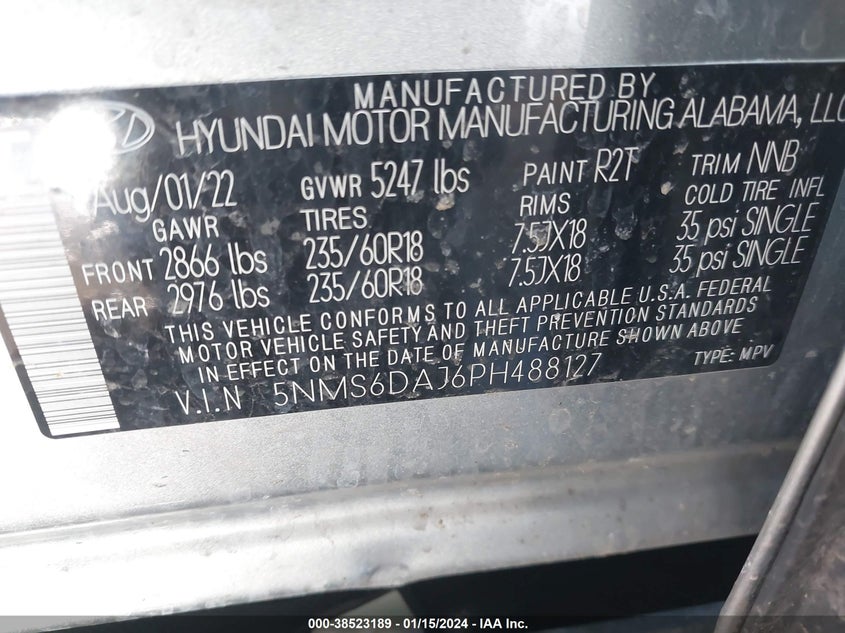 MANUFACTURED BY
HYUNDAI MOTOR MANUFACTURING ALABAMA, LLC
Aug/01/22 GVWR 5247 lbs PAINT R2T TRIM NNB
GAWR TIRES RIMS COLD TIRE INFL
FRONT 2866 lbs 235/60R18 7.5JX18 35 psi SINGLE
REAR 2976 lbs 235/60R18 7.5JX18 35 psi SINGLE
THIS VEHICLE CONFORMS TO ALL APPLICABLE U.S.A. FEDERAL
MOTOR VEHICLE SAFETY AND THEFT PREVENTION STANDARDS
IN EFFECT ON THE DATE OF MANUFACTURE SHOWN ABOVE
V.I.N 5NMS6DAJ6PH488127 TYPE: MPV
000-38523189 - 01/15/2024 - IAA Inc.